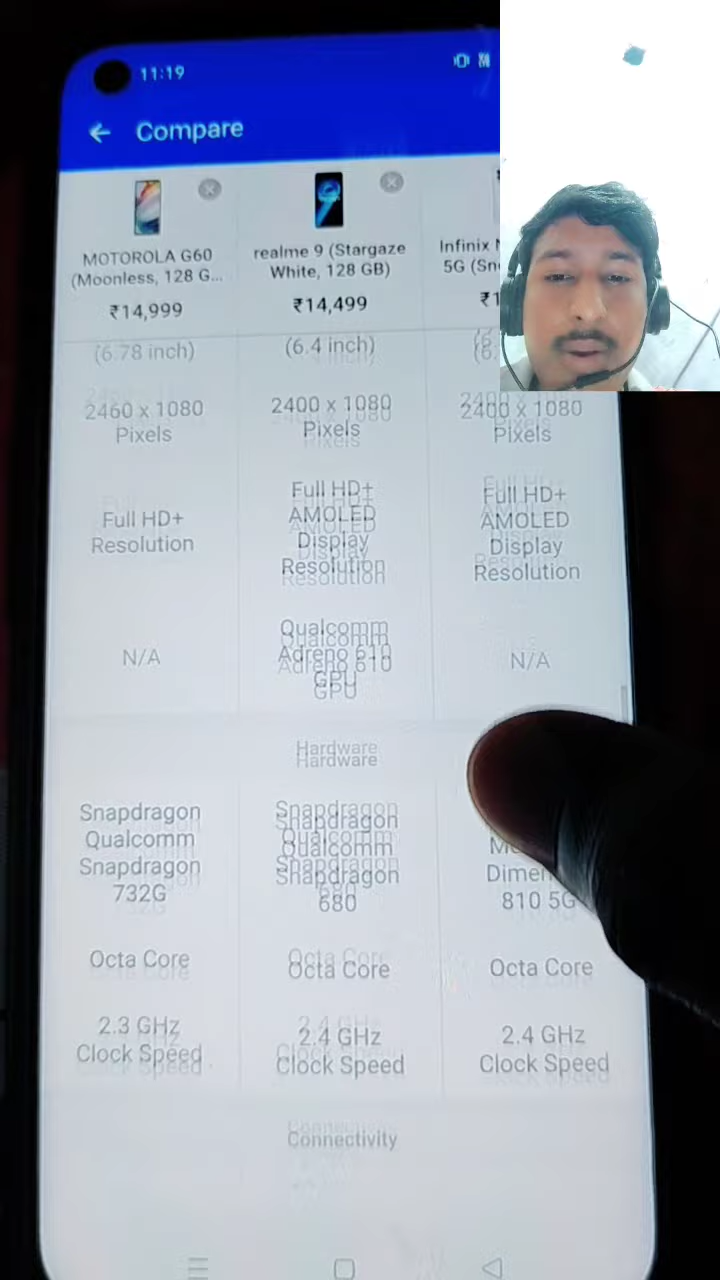 11:19
Compare
MOTOROLA G60
(Moonless, 128 G...
₹14,999
realme 9 (Stargaze
White, 128 GB)
₹14,499
Infinix
5G
(6.78 inch)
(6.4 inch)
2460 x 1080
Pixels
2400 x 1080
Pixels
2400 x 1080
Pixels
Full HD+
Resolution
Full HD+
AMOLED
Display
Resolution
Full HD+
AMOLED
Display
Resolution
N/A
Qualcomm
Adreno 610
GPU
N/A
Hardware
Snapdragon
Qualcomm
Snapdragon
732G
Snapdragon
Qualcomm
Snapdragon
680
810 5G
Octa Core
Octa Core
Octa Core
2.3 GHz
Clock Speed
2.4 GHz
Clock Speed
2.4 GHz
Clock Speed
Connectivity